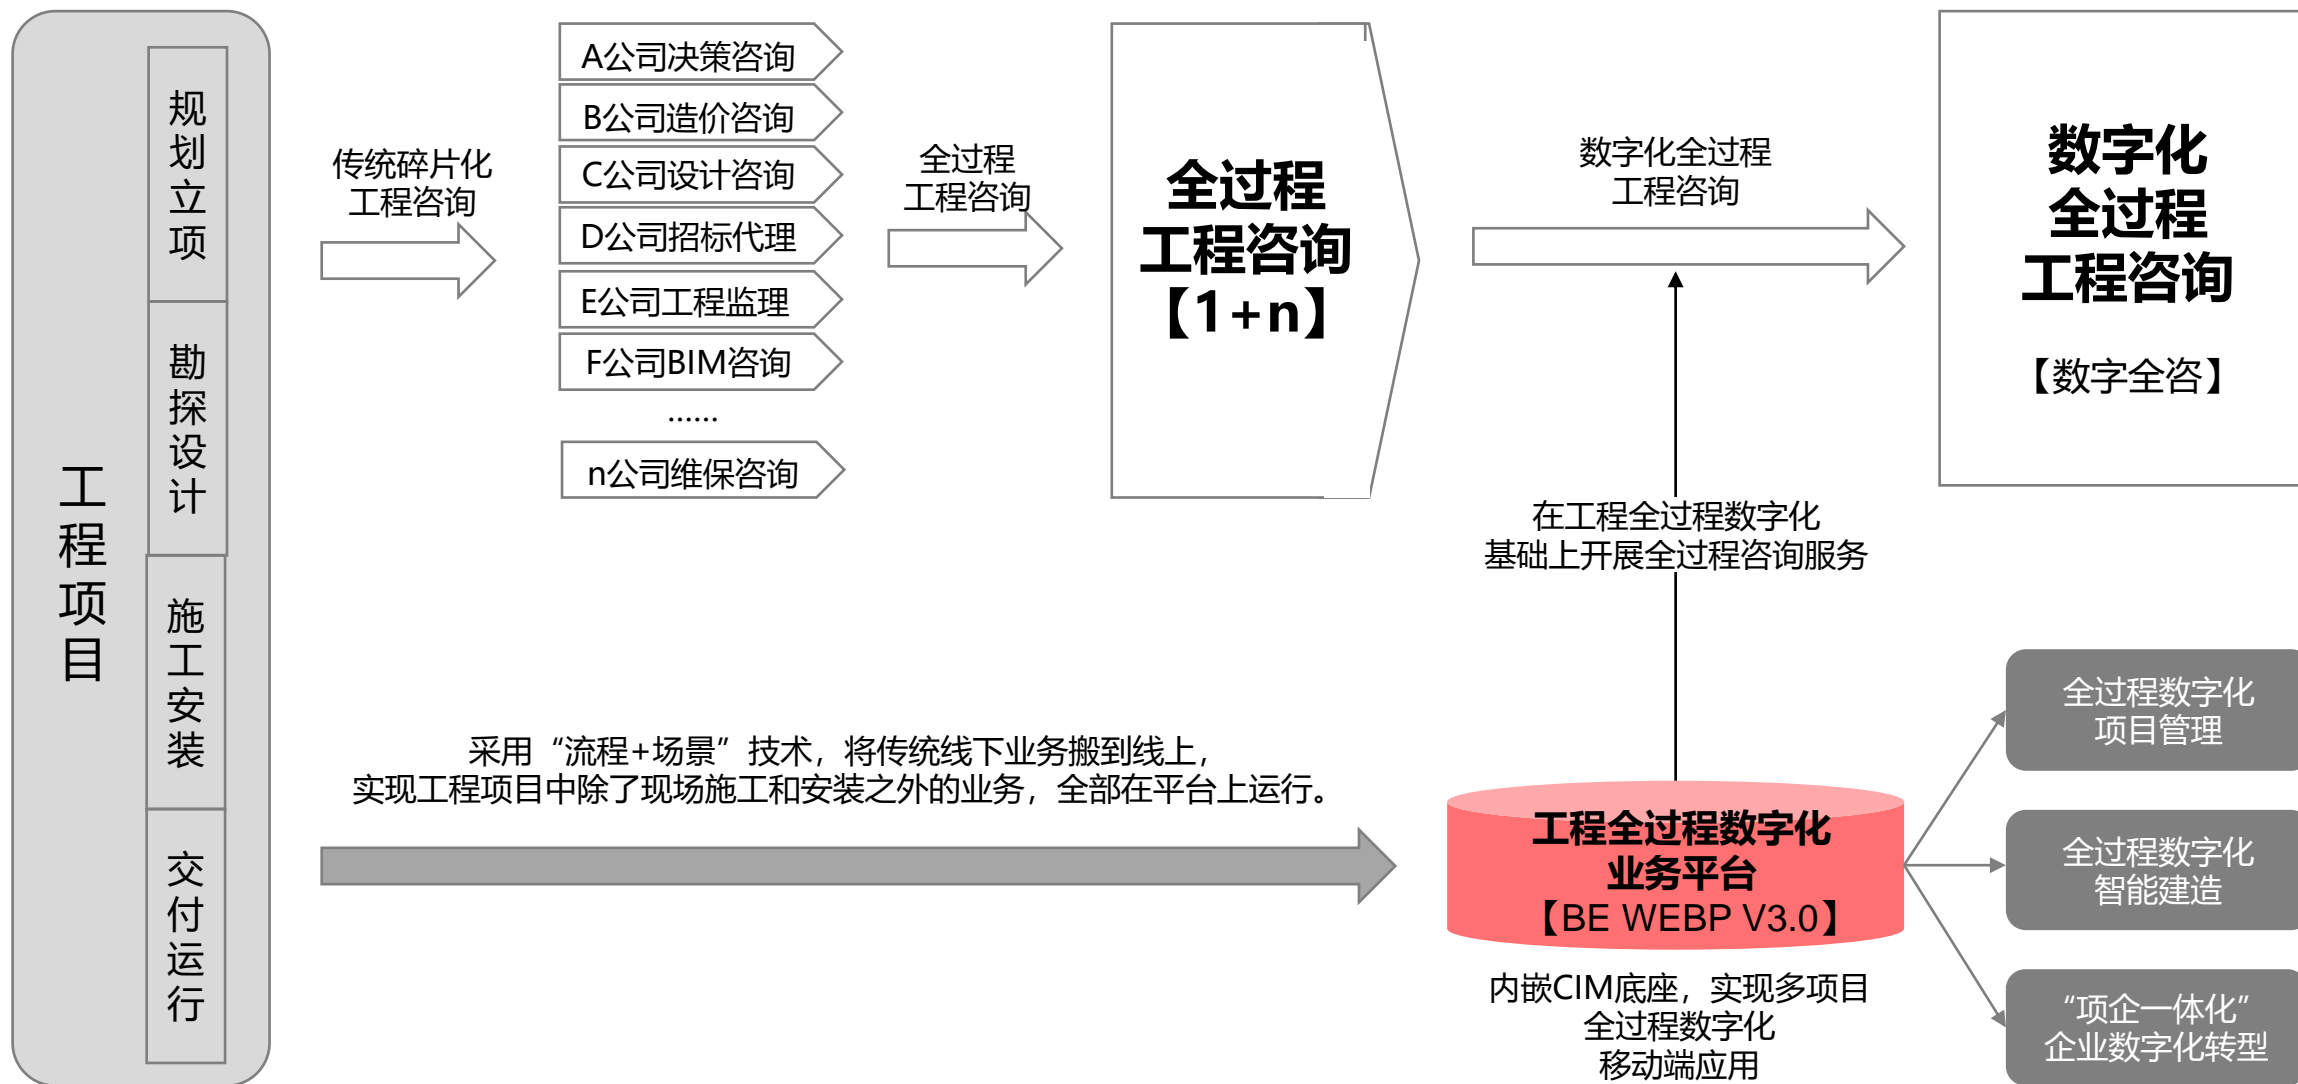 工程项目
规划立项
勘探设计
施工安装
交付运行
传统碎片化
工程咨询
A公司决策咨询
B公司造价咨询
C公司设计咨询
D公司招标代理
E公司工程监理
F公司BIM咨询
······
n公司维保咨询
全过程
工程咨询
全过程
工程咨询
【1+n】
数字化全过程
工程咨询
数字化
全过程
工程咨询
【数字全咨】
在工程全过程数字化
基础上开展全过程咨询服务
采用“流程+场景”技术，将传统线下业务搬到线上，
实现工程项目中除了现场施工和安装之外的业务，全部在平台上运行。
工程全过程数字化
业务平台
【BE WEBP V3.0】
内嵌CIM底座，实现多项目
全过程数字化
移动端应用
全过程数字化
项目管理
全过程数字化
智能建造
“项企一体化”
企业数字化转型